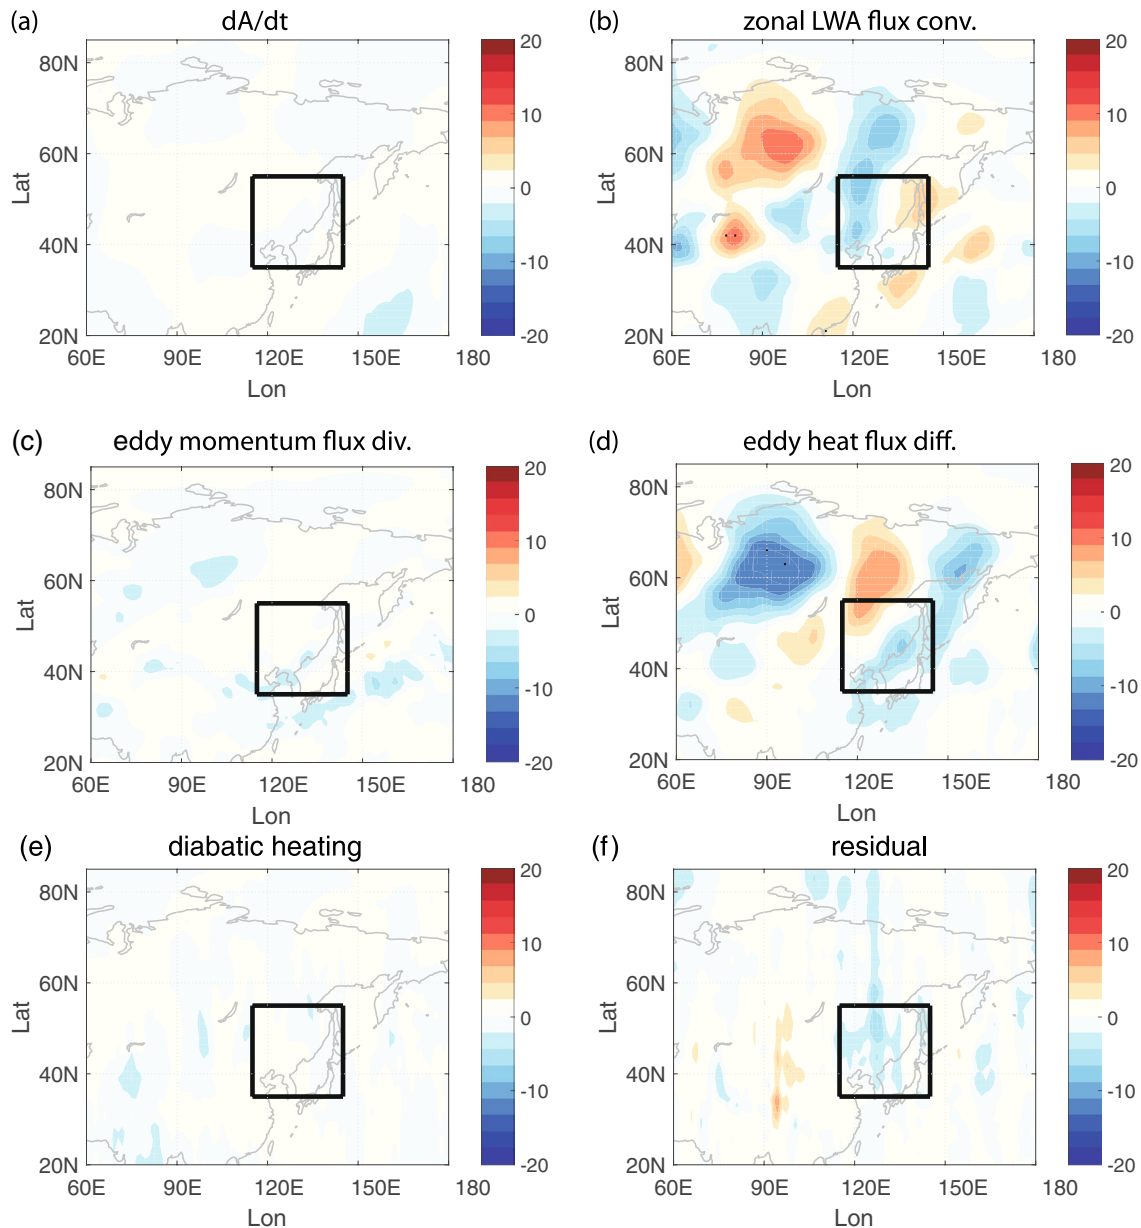 (a) dA/dt
(b) zonal LWA flux conv.
80N
60N
40N
20N
Lat
60E 90E 120E 150E 180
Lon
20
10
0
-10
-20
80N
60N
40N
20N
Lat
60E 90E 120E 150E 180
Lon
20
10
0
-10
-20
(c) eddy momentum flux div.
(d) eddy heat flux diff.
80N
60N
40N
20N
Lat
60E 90E 120E 150E 180
Lon
20
10
0
-10
-20
80N
60N
40N
20N
Lat
60E 90E 120E 150E 180
Lon
20
10
0
-10
-20
(e) diabatic heating
(f) residual
80N
60N
40N
20N
Lat
60E 90E 120E 150E 180
Lon
20
10
0
-10
-20
80N
60N
40N
20N
Lat
60E 90E 120E 150E 180
Lon
20
10
0
-10
-20